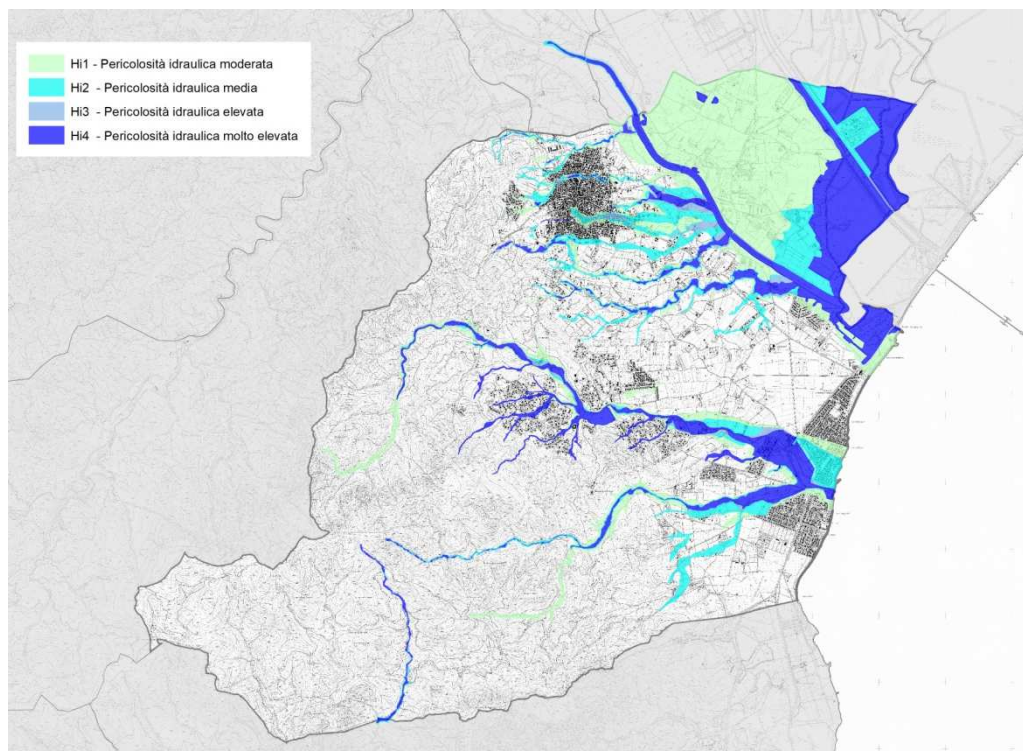 Hi1 - Pericolosità idraulica moderata
Hi2 - Pericolosità idraulica media
Hi3 - Pericolosità idraulica elevata
Hi4 - Pericolosità idraulica molto elevata